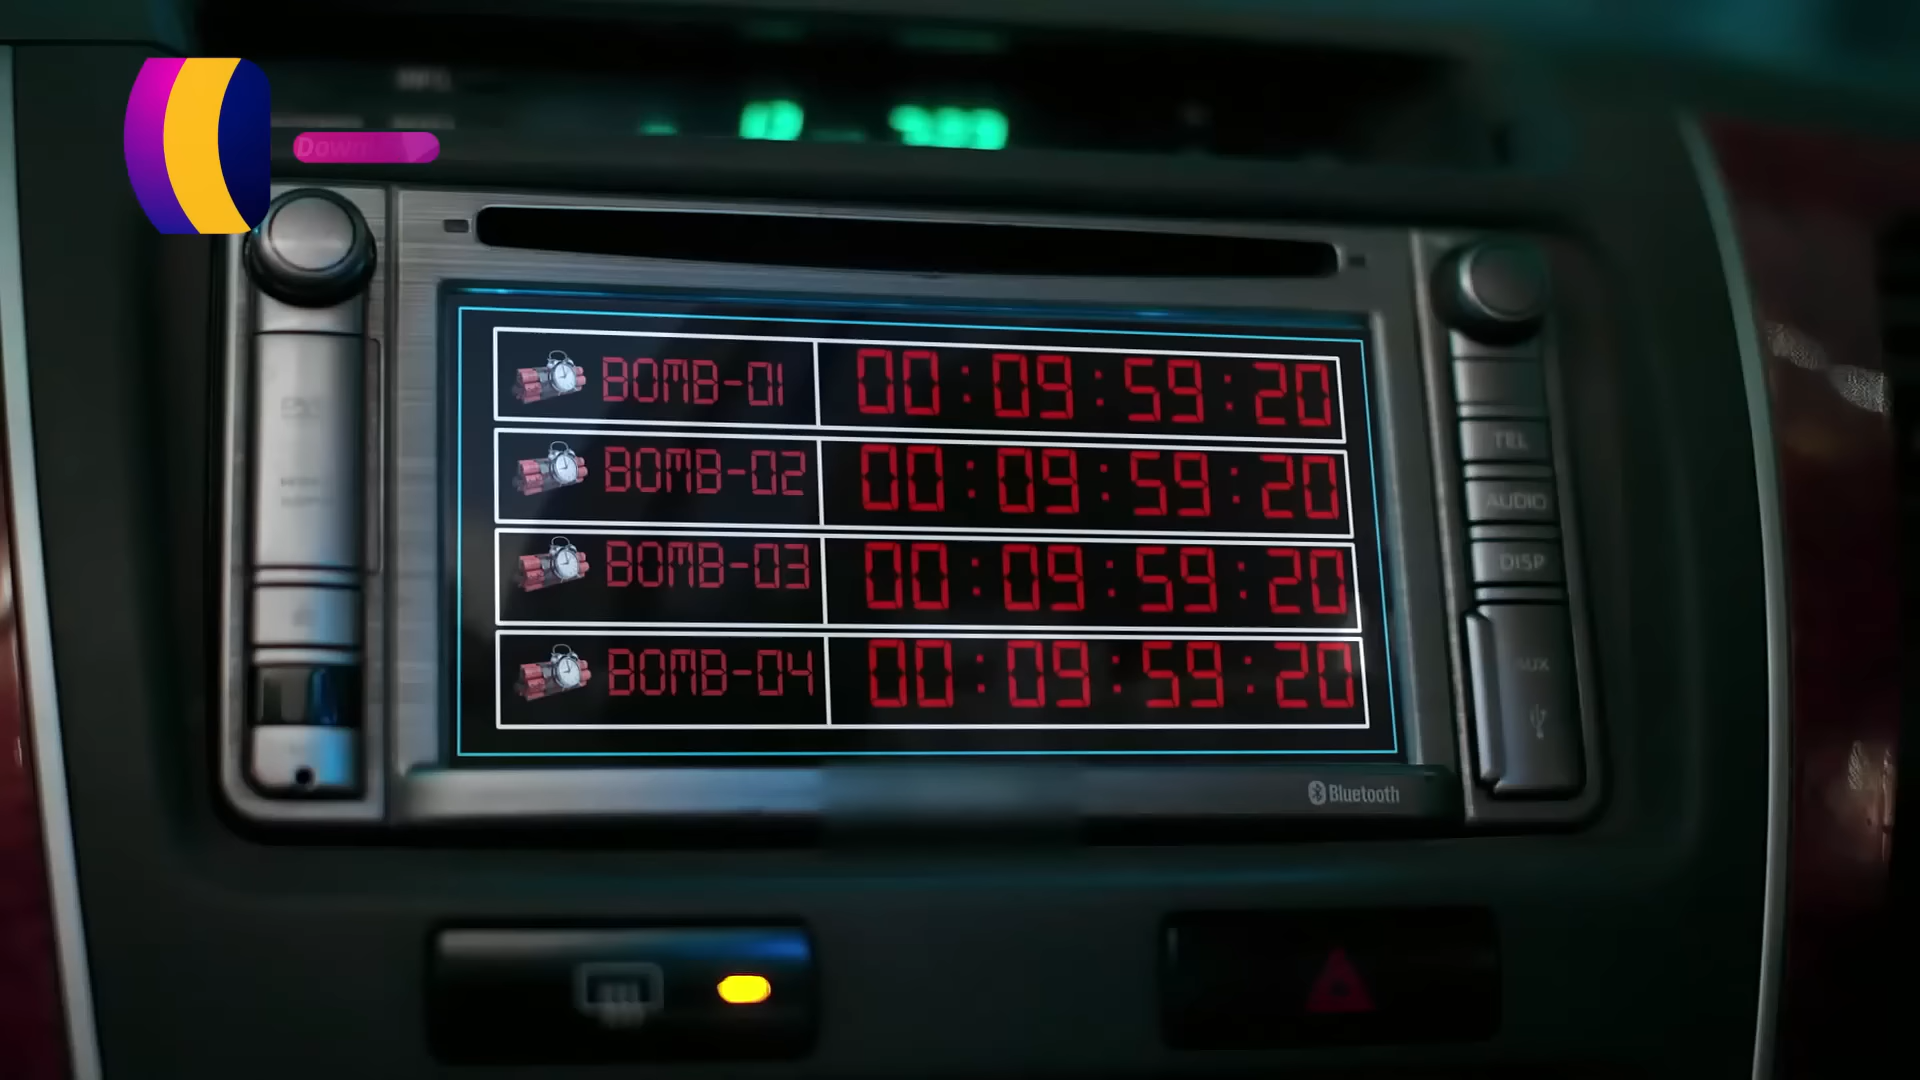 Down
BOMB-01 00:09:59:20
BOMB-02 00:09:59:20
BOMB-03 00:09:59:20
BOMB-04 00:09:59:20
TEL
AUDIO
DISP
AUX
Bluetooth